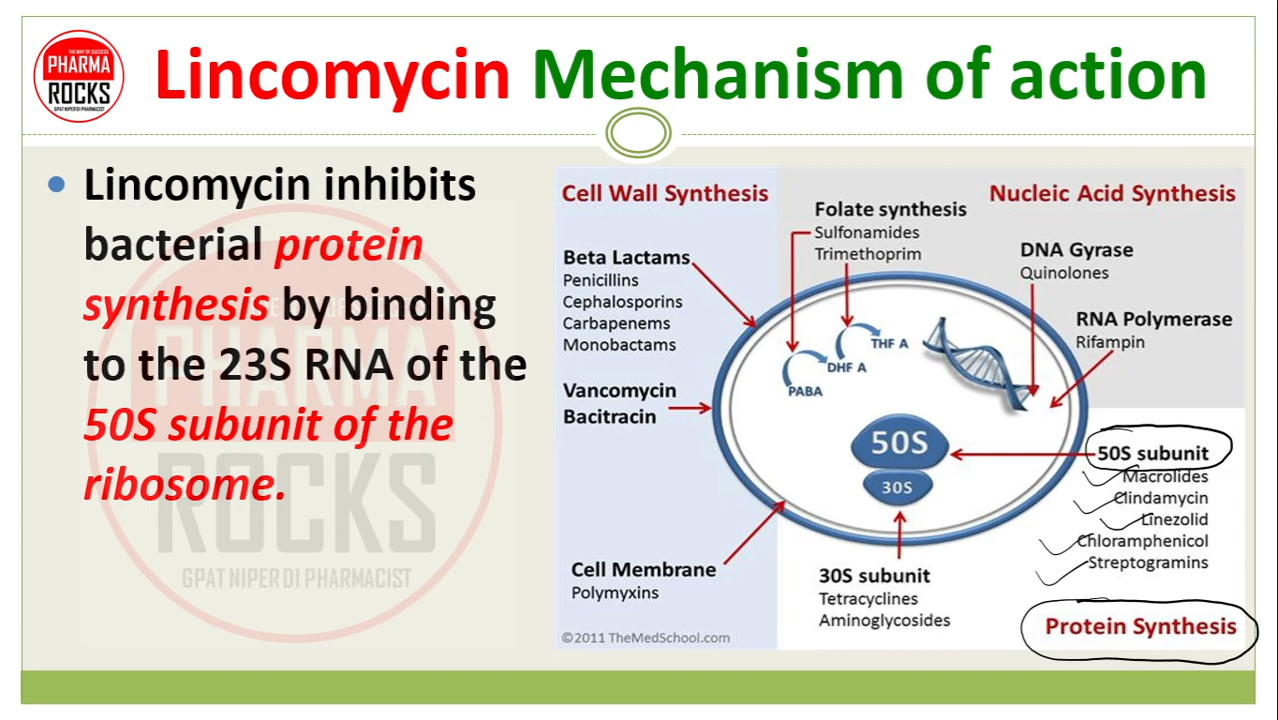 THE WAY OF SUCCESS
PHARMA
ROCKS
GPAT NIPER DI PHARMACIST
Lincomycin Mechanism of action
• Lincomycin inhibits
bacterial protein
synthesis by binding
to the 23S RNA of the
50S subunit of the
ribosome.
PHARMA
ROCKS
GPAT NIPER DI PHARMACIST
Cell Wall Synthesis
Beta Lactams
Penicillins
Cephalosporins
Carbapenems
Monobactams
Vancomycin
Bacitracin
Cell Membrane
Polymyxins
©2011 TheMedSchool.com
Folate synthesis
Sulfonamides
Trimethoprim
PABA
DHF A
THF A
50S
30S
30S subunit
Tetracyclines
Aminoglycosides
Nucleic Acid Synthesis
DNA Gyrase
Quinolones
RNA Polymerase
Rifampin
50S subunit
Macrolides
Clindamycin
Linezolid
Chloramphenicol
Streptogramins
Protein Synthesis